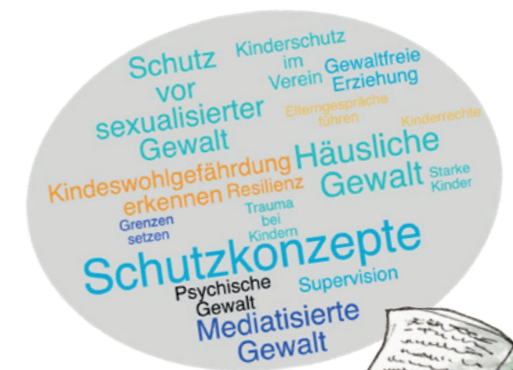 Schutz
vor
sexualisierter
Gewalt
Kinderschutz
im
Verein
Gewaltfreie
Erziehung
Elterngespräche
führen
Kinderrechte
Kindeswohlgefährdung
erkennen
Resilienz
Häusliche
Gewalt
Starke
Kinder
Grenzen
setzen
Trauma
bei
Kindern
Schutzkonzepte
Psychische
Gewalt
Supervision
Mediatisierte
Gewalt